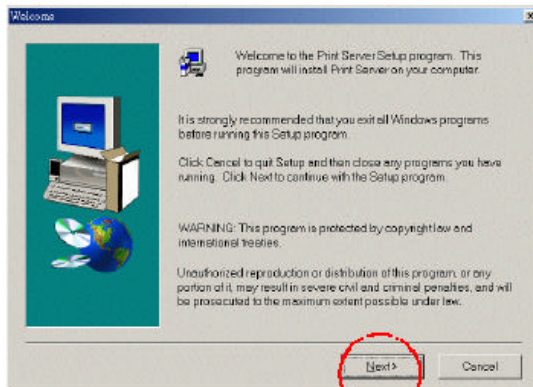 Welcome
Welcome to the Print Server Setup program. This
program will install Print Server on your computer.
It is strongly recommended that you exit all Windows programs
before running this Setup program.
Click Cancel to quit Setup and then close any programs you have
running. Click Next to continue with the Setup program.
WARNING: This program is protected by copyright law and
international treaties.
Unauthorized reproduction or distribution of this program, or any
portion of it, may result in severe civil and criminal penalties, and will
be prosecuted to the maximum extent possible under law.
Next >
Cancel